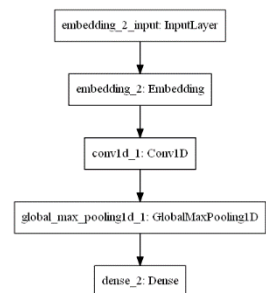 embedding_2_input: InputLayer
embedding_2: Embedding
conv1d_1: Conv1D
global_max_pooling1d_1: GlobalMaxPooling1D
dense_2: Dense